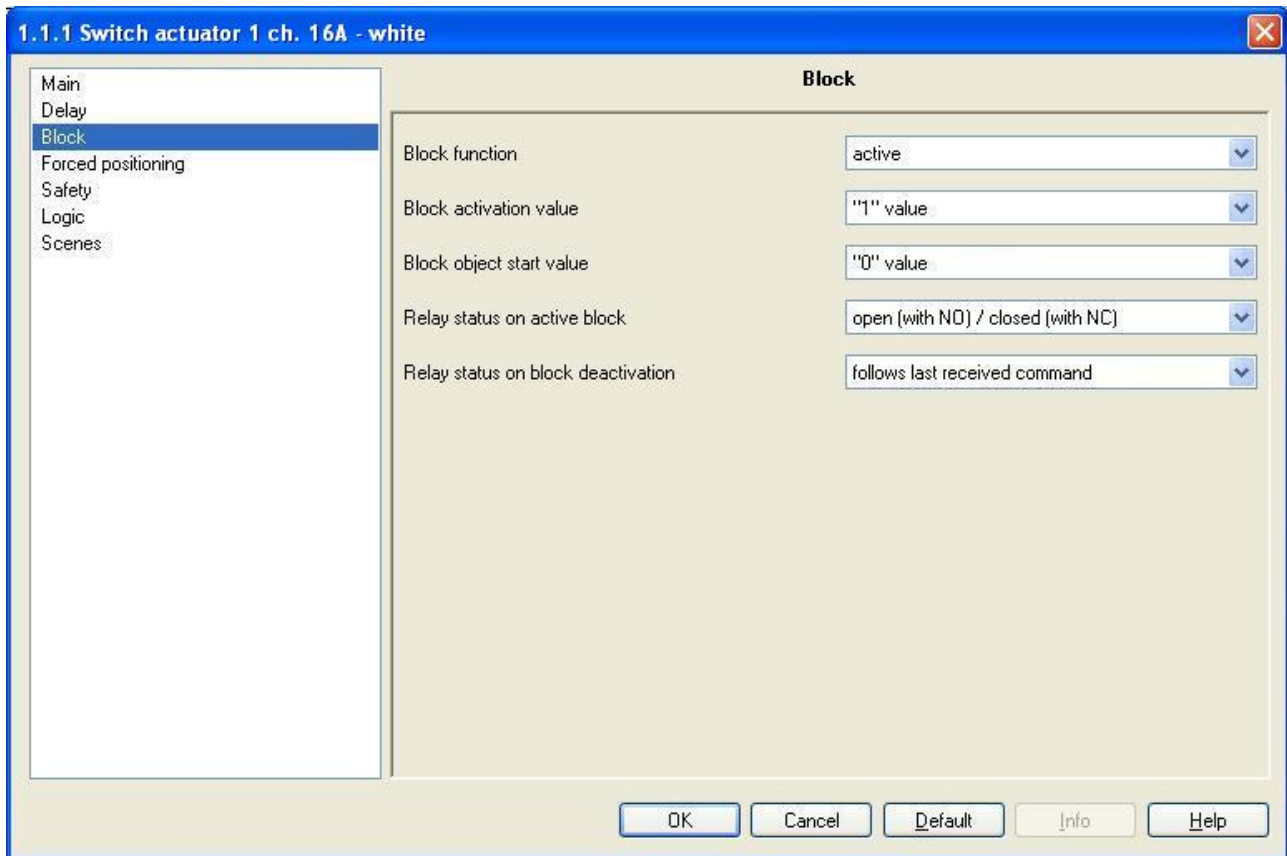 1.1.1 Switch actuator 1 ch. 16A - white
Main
Delay
Block
Forced positioning
Safety
Logic
Scenes
Block
Block function active
Block activation value "1" value
Block object start value "0" value
Relay status on active block open (with NO) / closed (with NC)
Relay status on block deactivation follows last received command
OK Cancel Default Info Help